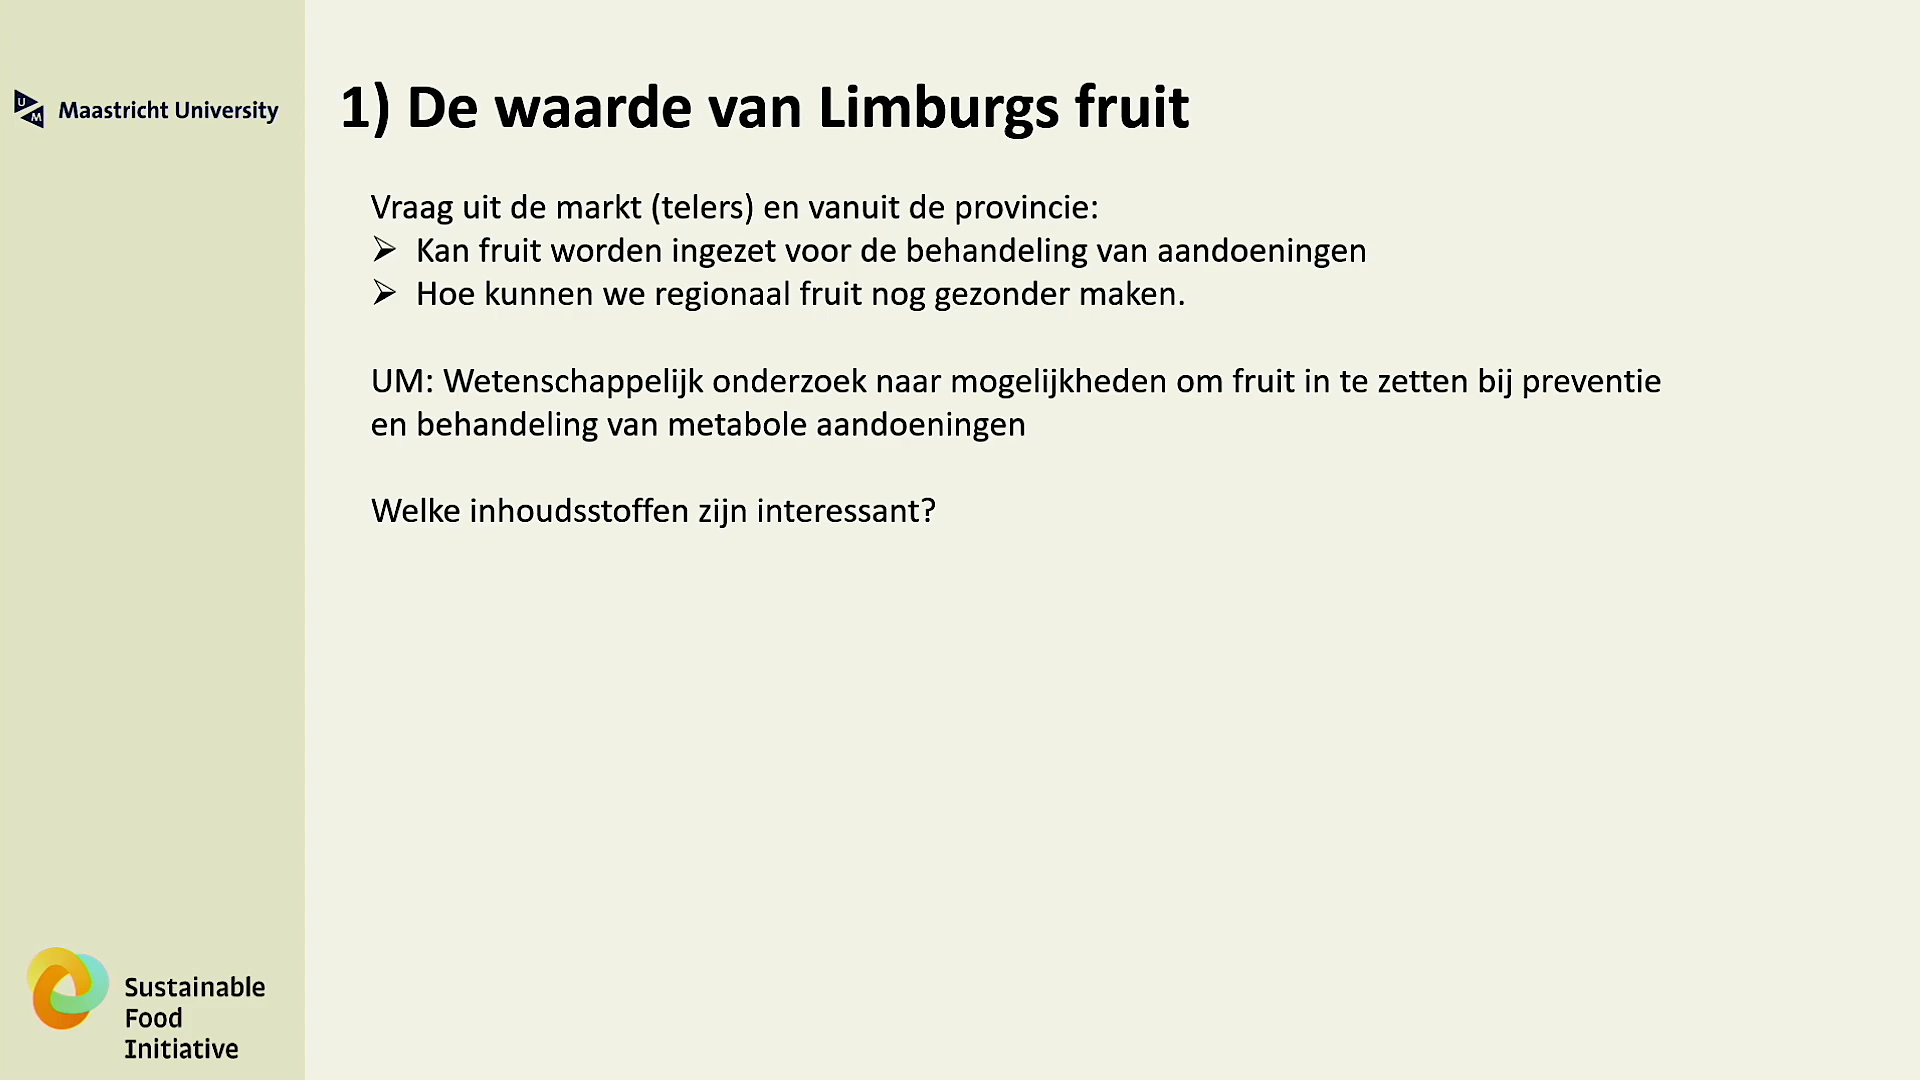 UM Maastricht University
1) De waarde van Limburgs fruit
Vraag uit de markt (telers) en vanuit de provincie:
➢ Kan fruit worden ingezet voor de behandeling van aandoeningen
➢ Hoe kunnen we regionaal fruit nog gezonder maken.
UM: Wetenschappelijk onderzoek naar mogelijkheden om fruit in te zetten bij preventie
en behandeling van metabole aandoeningen
Welke inhoudsstoffen zijn interessant?
Sustainable
Food
Initiative